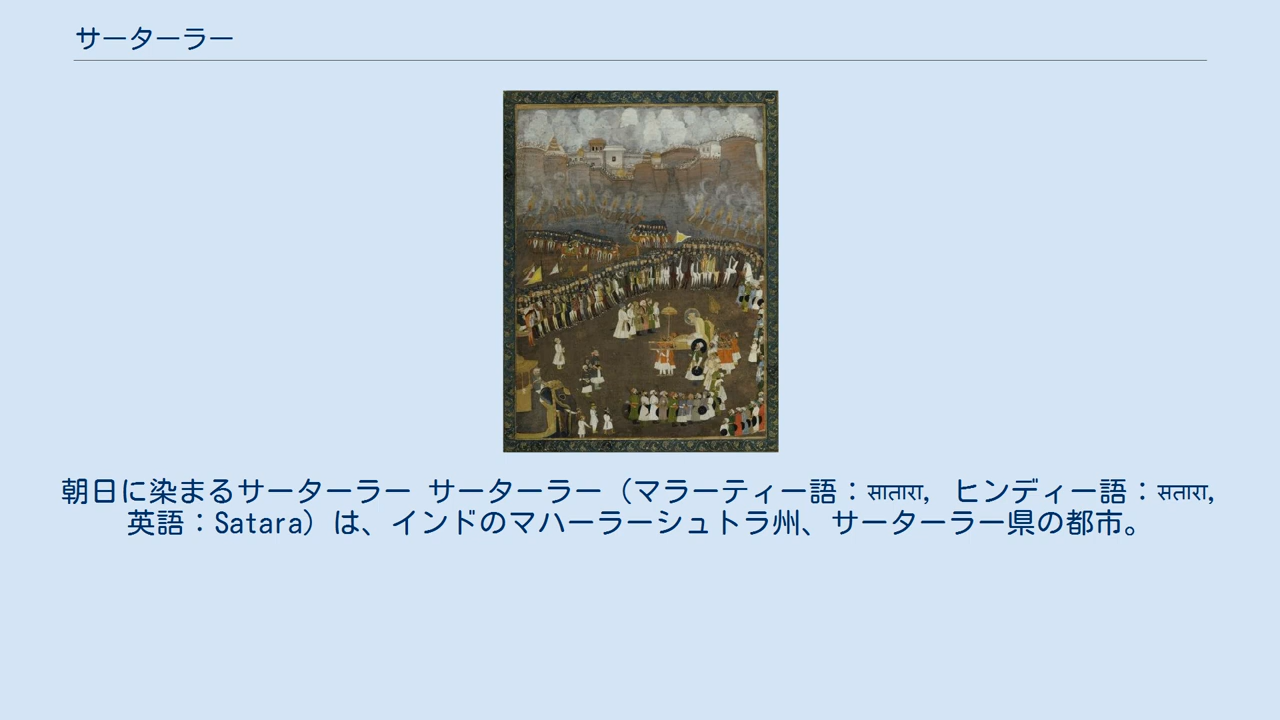 サーターラー
朝日に染まるサーターラー サーターラー（マラーティー語：सातारा, ヒンディー語：सतारा,
英語：Satara）は、インドのマハーラーシュトラ州、サーターラー県の都市。